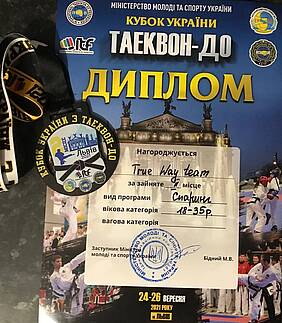 МІНІСТЕРСТВО МОЛОДІ ТА СПОРТУ УКРАЇНИ
КУБОК УКРАЇНИ
ТАЕКВОН-ДО
ДИПЛОМ
КУБОК УКРАЇНИ З ТАЕКВОН-ДО
ЛЬВІВ
Нагороджується
True Way team
за зайняте місце
вид програми Спаринг
вікова категорія 18-35р.
вагова категорія
Заступник Міністра
молоді та спорту України
Бідний М.В.
24-26 ВЕРЕСНЯ
2021 РОКУ
м.Львів